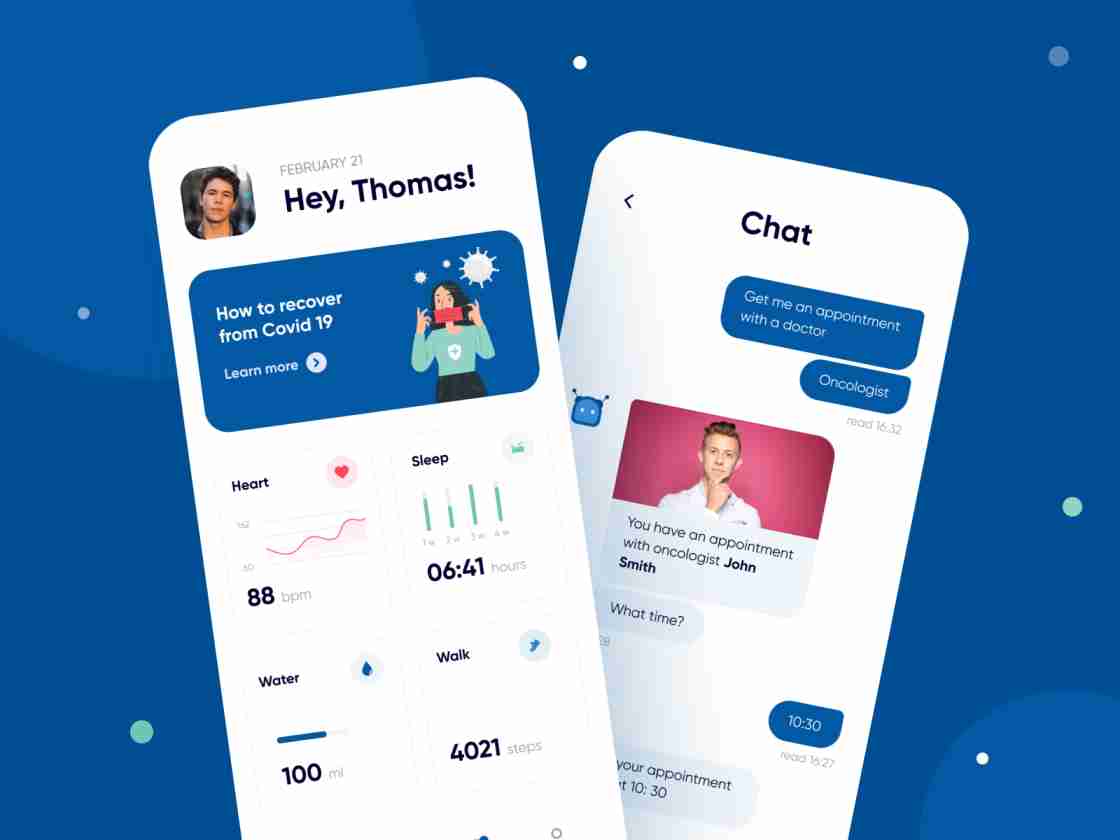 FEBRUARY 21
Hey, Thomas!
How to recover
from Covid 19
Learn more
Heart
162
60
88 bpm
Sleep
1 w
2 w
3 w
4 w
06:41 hours
Water
100 ml
Walk
4021 steps
Chat
Get me an appointment
with a doctor
Oncologist
read 16.32
You have an appointment
with oncologist John
Smith
What time?
10:30
read 16:27
your appointment
10: 30